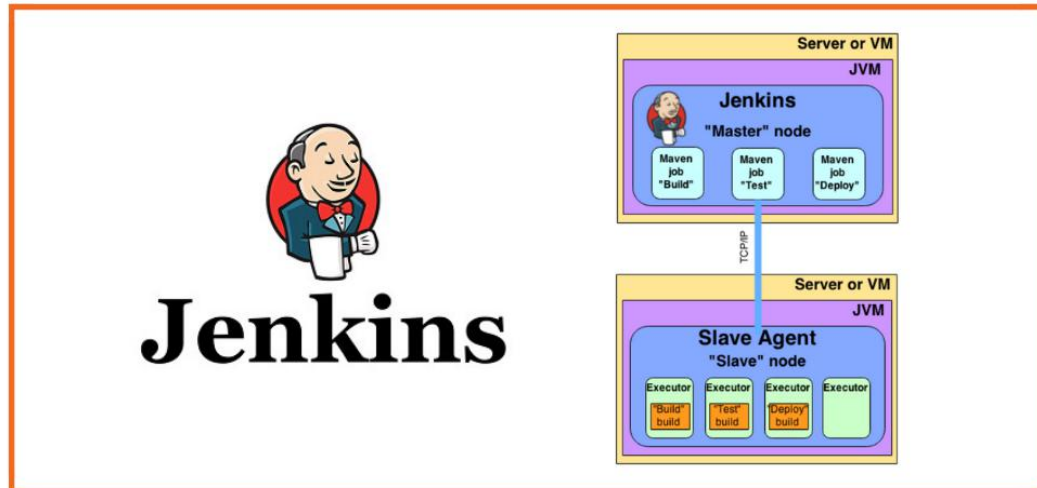 Jenkins
Server or VM
JVM
Jenkins
"Master" node
Maven
job
"Build"
Maven
job
"Test"
Maven
job
"Deploy"
TCP/IP
Server or VM
JVM
Slave Agent
"Slave" node
Executor
"Build"
build
Executor
"Test"
build
Executor
"Deploy"
build
Executor